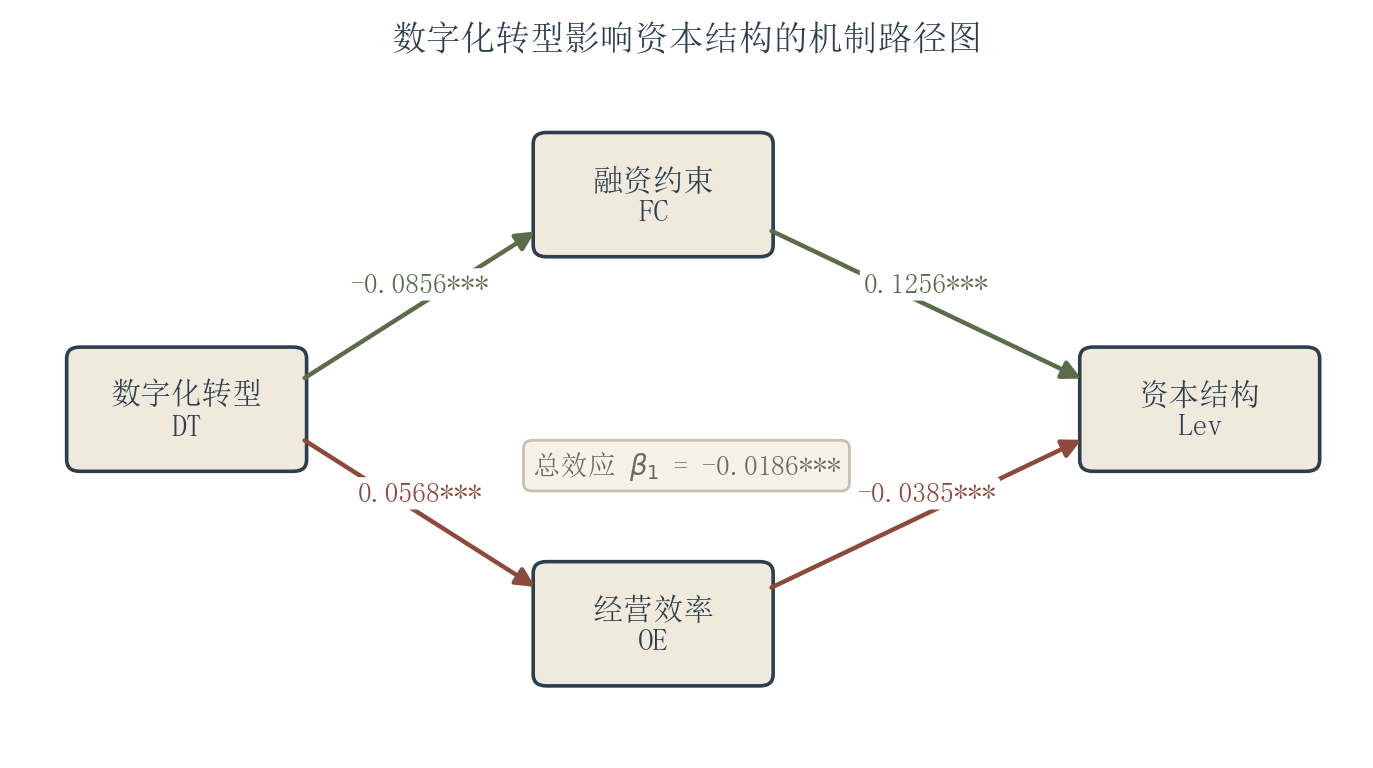 数字化转型影响资本结构的机制路径图
融资约束
FC
-0.0856***
0.1256***
数字化转型
DT
资本结构
Lev
总效应 β₁ = -0.0186***
0.0568***
-0.0385***
经营效率
OE